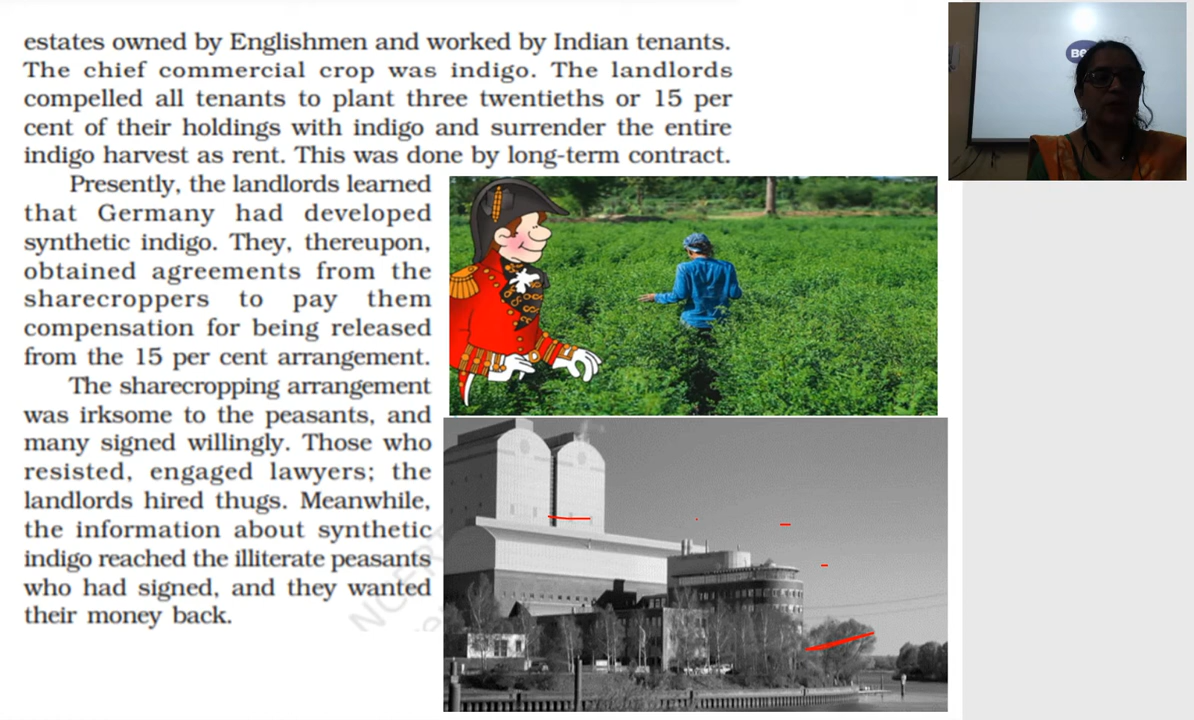 estates owned by Englishmen and worked by Indian tenants.
The chief commercial crop was indigo. The landlords
compelled all tenants to plant three twentieths or 15 per
cent of their holdings with indigo and surrender the entire
indigo harvest as rent. This was done by long-term contract.
Presently, the landlords learned
that Germany had developed
synthetic indigo. They, thereupon,
obtained agreements from the
sharecroppers to pay them
compensation for being released
from the 15 per cent arrangement.
The sharecropping arrangement
was irksome to the peasants, and
many signed willingly. Those who
resisted, engaged lawyers; the
landlords hired thugs. Meanwhile,
the information about synthetic
indigo reached the illiterate peasants
who had signed, and they wanted
their money back.
NCERT